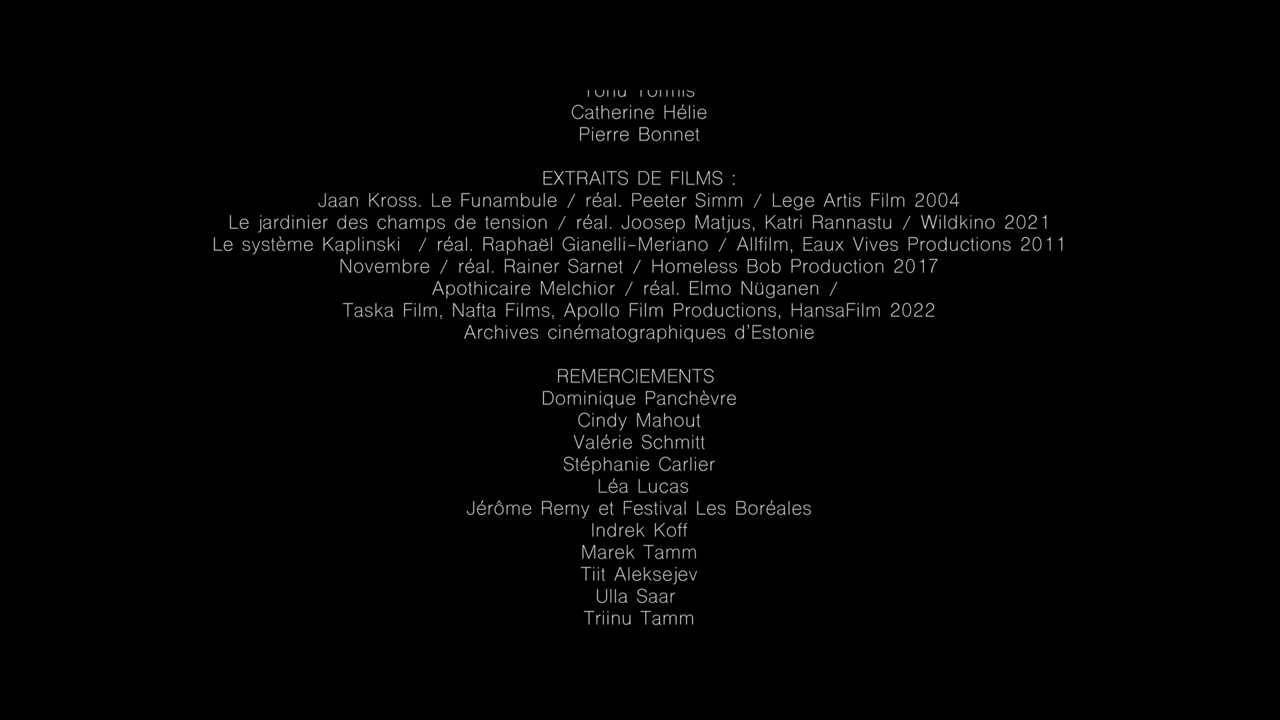 Catherine Hélie
Pierre Bonnet
EXTRAITS DE FILMS :
Jaan Kross. Le Funambule / réal. Peeter Simm / Lege Artis Film 2004
Le jardinier des champs de tension / réal. Joosep Matjus, Katri Rannastu / Wildkino 2021
Le système Kaplinski / réal. Raphaël Gianelli-Meriano / Allfilm, Eaux Vives Productions 2011
Novembre / réal. Rainer Sarnet / Homeless Bob Production 2017
Apothicaire Melchior / réal. Elmo Nüganen /
Taska Film, Nafta Films, Apollo Film Productions, HansaFilm 2022
Archives cinématographiques d'Estonie
REMERCIEMENTS
Dominique Panchèvre
Cindy Mahout
Valérie Schmitt
Stéphanie Carlier
Léa Lucas
Jérôme Remy et Festival Les Boréales
Indrek Koff
Marek Tamm
Tiit Aleksejev
Ulla Saar
Triinu Tamm